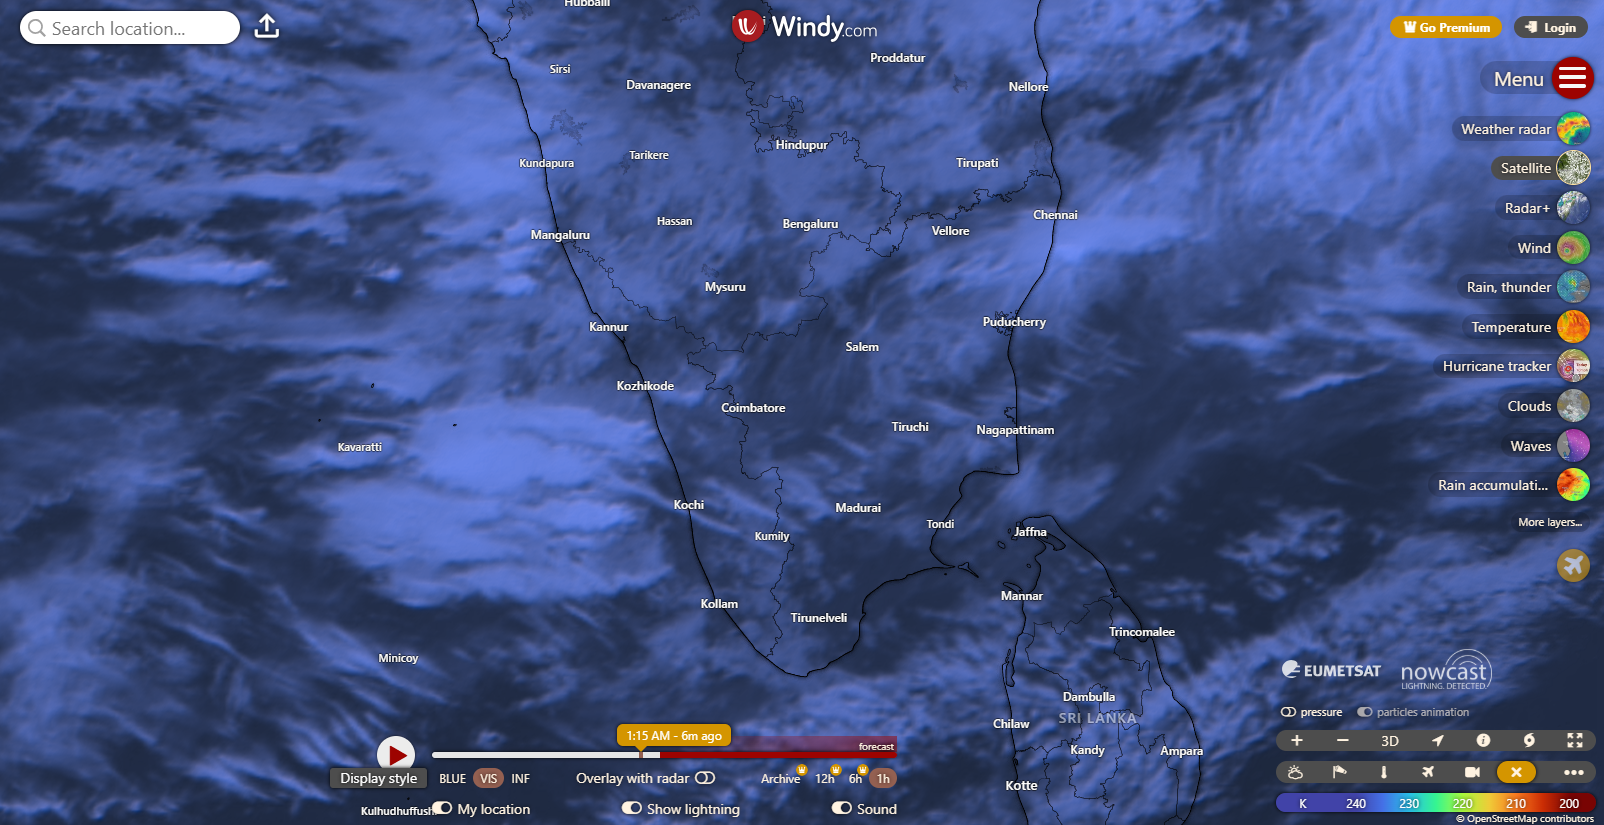 Hubballi
Search location...
Windy.com
Go Premium
Login
Proddatur
Sirsi
Davanagere
Nellore
Menu
Weather radar
Hindupur
Tarikere
Kundapura
Tirupati
Satellite
Radar+
Chennai
Hassan
Bengaluru
Vellore
Mangaluru
Wind
Mysuru
Rain, thunder
Puducherry
Kannur
Temperature
Salem
Hurricane tracker
Kozhikode
Coimbatore
Clouds
Tiruchi
Nagapattinam
Kavaratti
Waves
Rain accumulati...
Kochi
Madurai
Tondi
More layers...
Jaffna
Kumily
Mannar
Kollam
Tirunelveli
Trincomalee
Minicoy
EUMETSAT
nowcast
LIGHTNING. DETECTED.
Dambulla
pressure
particles animation
SRI LANKA
Chilaw
1:15 AM - 6m ago
3D
forecast
Kandy
Ampara
Display style
BLUE VIS INF
Overlay with radar
Archive 12h 6h 1h
Kotte
K 240 230 220 210 200
My location
Show lightning
Sound
© OpenStreetMap contributors